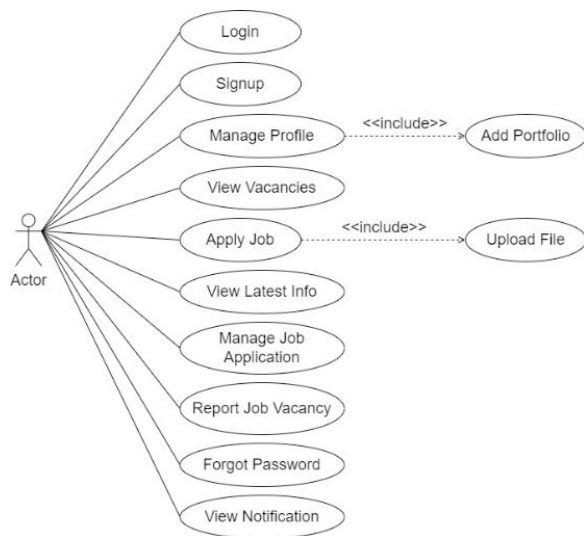 Login
Signup
Manage Profile
<<include>>
Add Portfolio
View Vacancies
Actor
Apply Job
<<include>>
Upload File
View Latest Info
Manage Job
Application
Report Job Vacancy
Forgot Password
View Notification